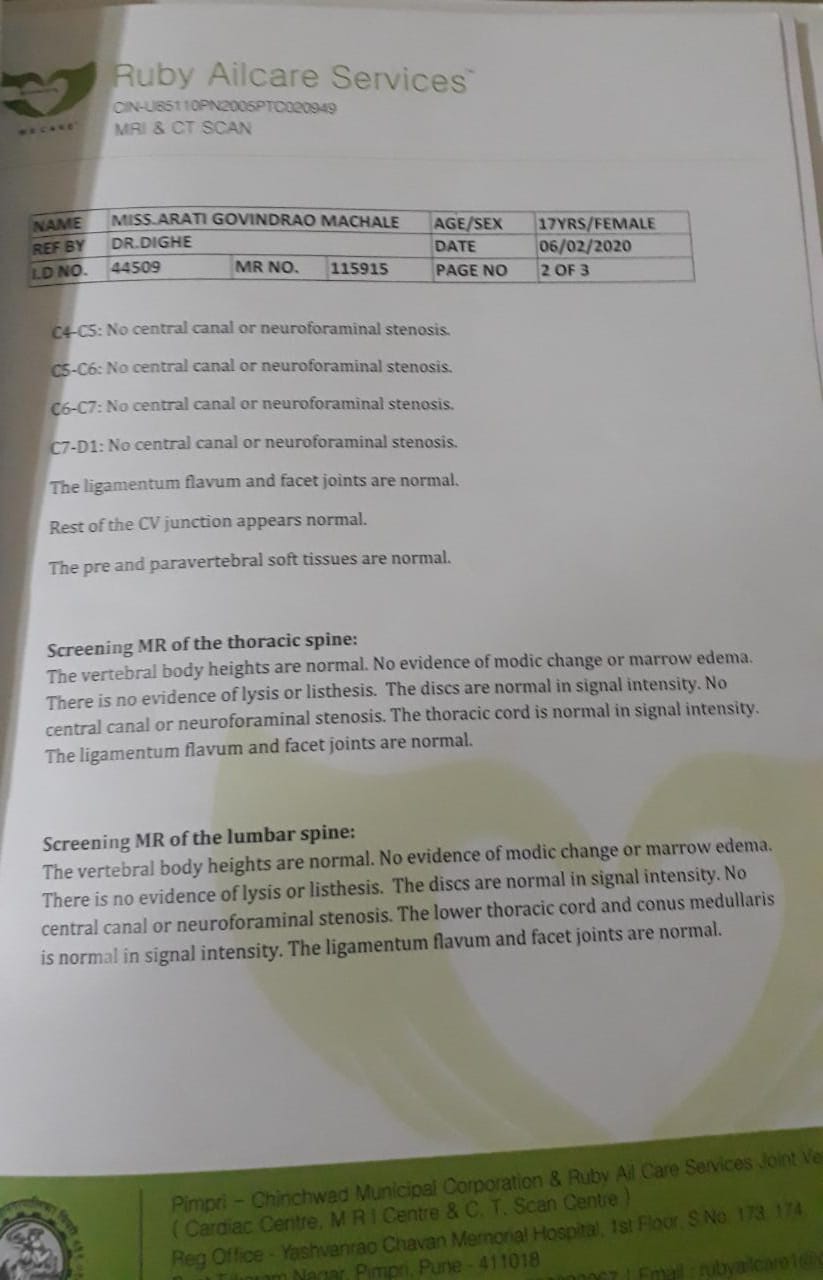 Ruby Ailcare Services™
CIN-U85110PN2005PTC020949
WE CARE
MRI & CT SCAN
NAME MISS.ARATI GOVINDRAO MACHALE AGE/SEX 17YRS/FEMALE
REF BY DR.DIGHE DATE 06/02/2020
I.D NO. 44509 MR NO. 115915 PAGE NO 2 OF 3
C4-C5: No central canal or neuroforaminal stenosis.
C5-C6: No central canal or neuroforaminal stenosis.
C6-C7: No central canal or neuroforaminal stenosis.
C7-D1: No central canal or neuroforaminal stenosis.
The ligamentum flavum and facet joints are normal.
Rest of the CV junction appears normal.
The pre and paravertebral soft tissues are normal.
Screening MR of the thoracic spine:
The vertebral body heights are normal. No evidence of modic change or marrow edema.
There is no evidence of lysis or listhesis. The discs are normal in signal intensity. No
central canal or neuroforaminal stenosis. The thoracic cord is normal in signal intensity.
The ligamentum flavum and facet joints are normal.
Screening MR of the lumbar spine:
The vertebral body heights are normal. No evidence of modic change or marrow edema.
There is no evidence of lysis or listhesis. The discs are normal in signal intensity. No
central canal or neuroforaminal stenosis. The lower thoracic cord and conus medullaris
is normal in signal intensity. The ligamentum flavum and facet joints are normal.
Pimpri - Chinchwad Municipal Corporation & Ruby Ail Care Services Joint Ve
( Cardiac Centre, M R I Centre & C. T. Scan Centre )
Reg Office - Yashvanrao Chavan Memorial Hospital, 1st Floor, S.No. 173, 174
Nagar, Pimpri, Pune - 411018
Email : rubyailcare1@